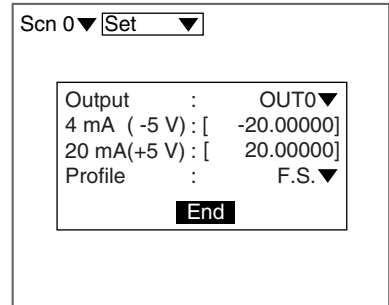 Scn 0▼ Set ▼
Output : OUT0▼
4 mA ( -5 V) : [ -20.00000]
20 mA(+5 V) : [ 20.00000]
Profile : F.S.▼
End